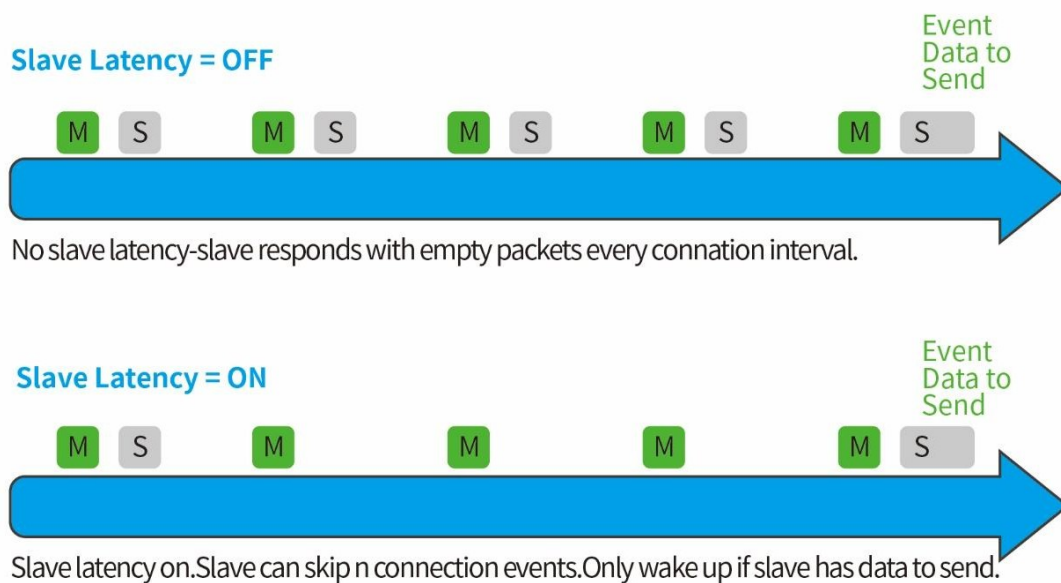 Slave Latency = OFF
Event
Data to
Send
M S M S M S M S M S
No slave latency-slave responds with empty packets every connation interval.
Slave Latency = ON
Event
Data to
Send
M S M M M M S
Slave latency on.Slave can skip n connection events.Only wake up if slave has data to send.